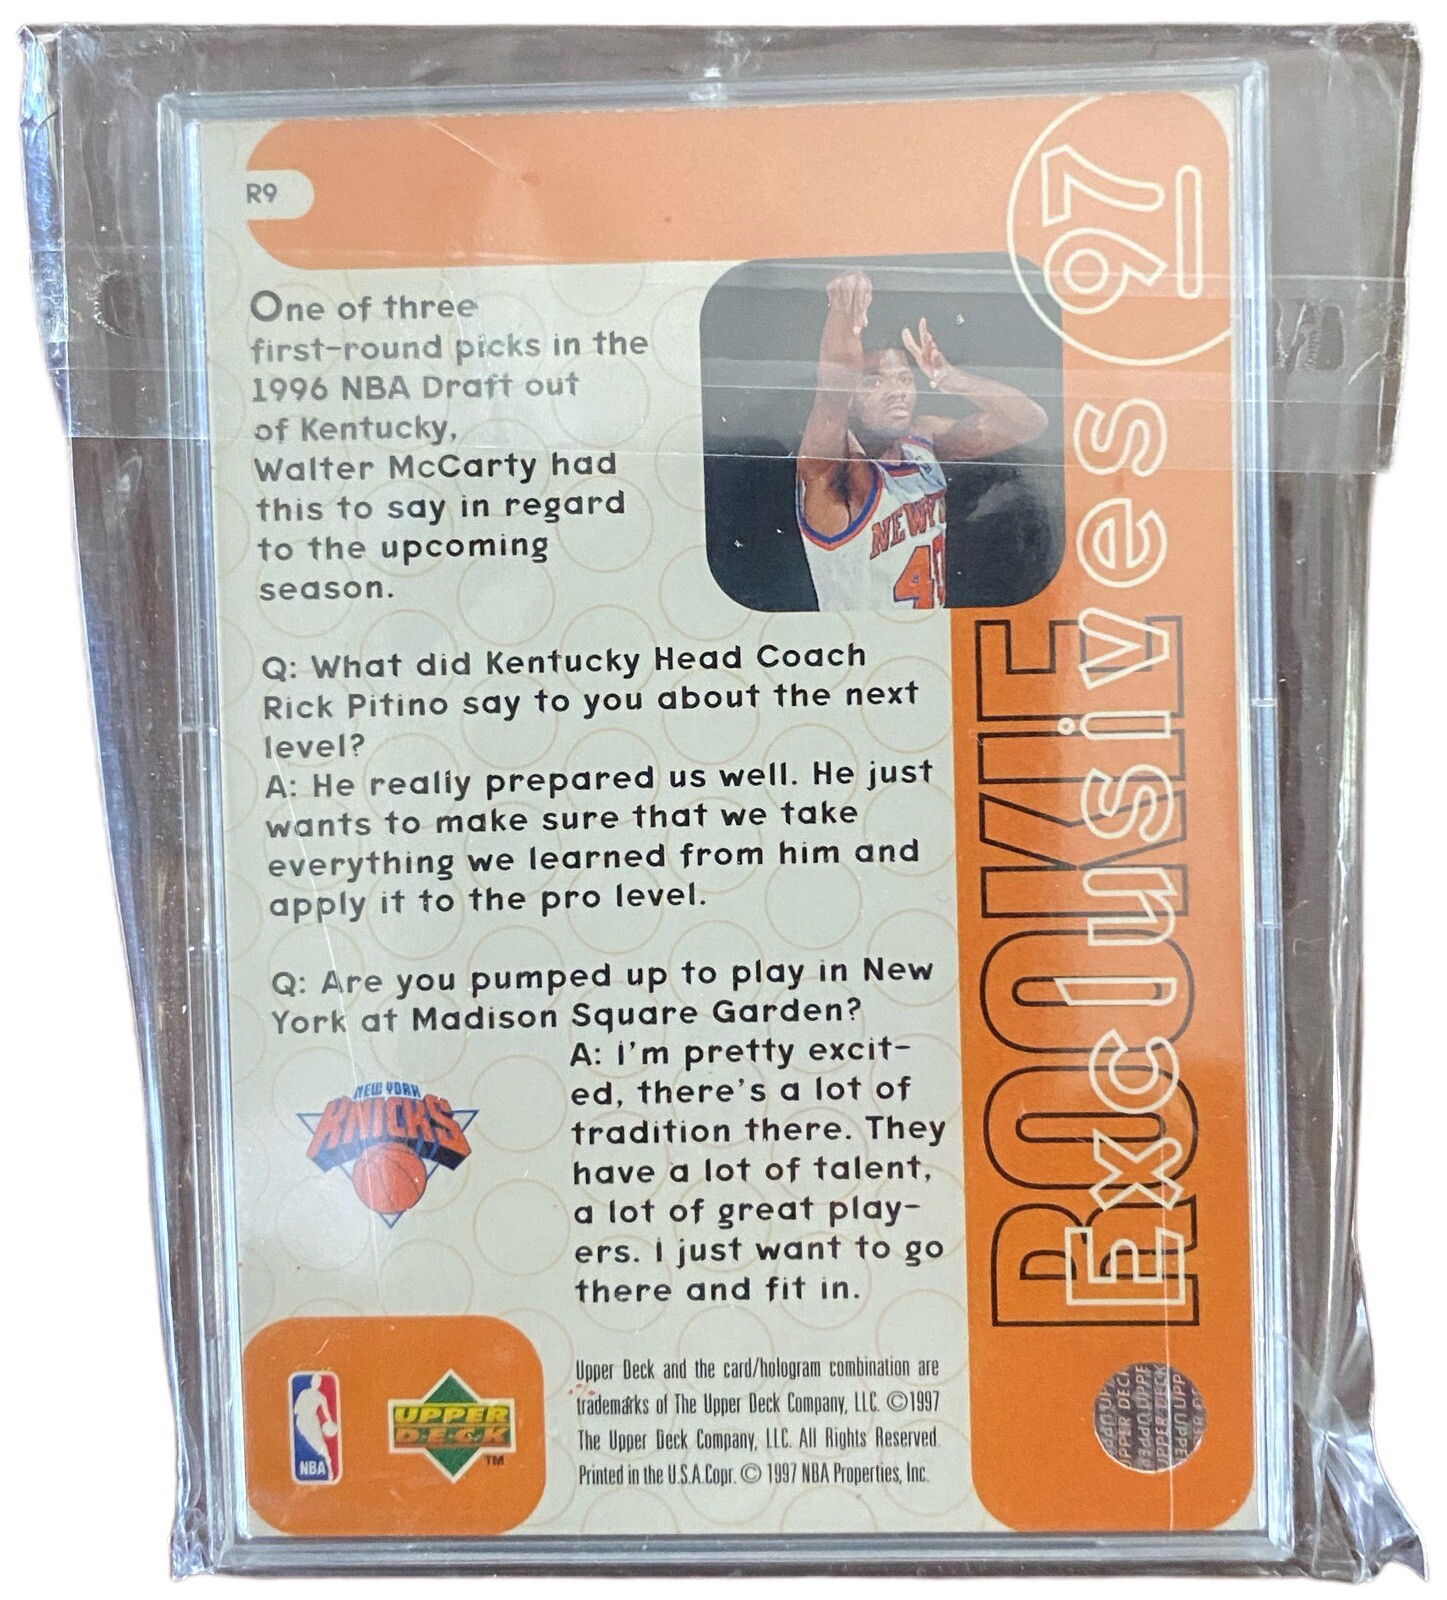 R9
One of three
first-round picks in the
1996 NBA Draft out
of Kentucky,
Walter McCarty had
this to say in regard
to the upcoming
season.
Q: What did Kentucky Head Coach
Rick Pitino say to you about the next
level?
A: He really prepared us well. He just
wants to make sure that we take
everything we learned from him and
apply it to the pro level.
Q: Are you pumped up to play in New
York at Madison Square Garden?
A: I'm pretty excit-
ed, there's a lot of
tradition there. They
have a lot of talent,
a lot of great play-
ers. I just want to go
there and fit in.
NEW YORK
KNICKS
NBA
UPPER
DECK
TM
Upper Deck and the card/hologram combination are
trademarks of The Upper Deck Company, LLC. ©1997
The Upper Deck Company, LLC. All Rights Reserved.
Printed in the U.S.A. Copr. © 1997 NBA Properties, Inc.
ROOKIE
Exclusives 97